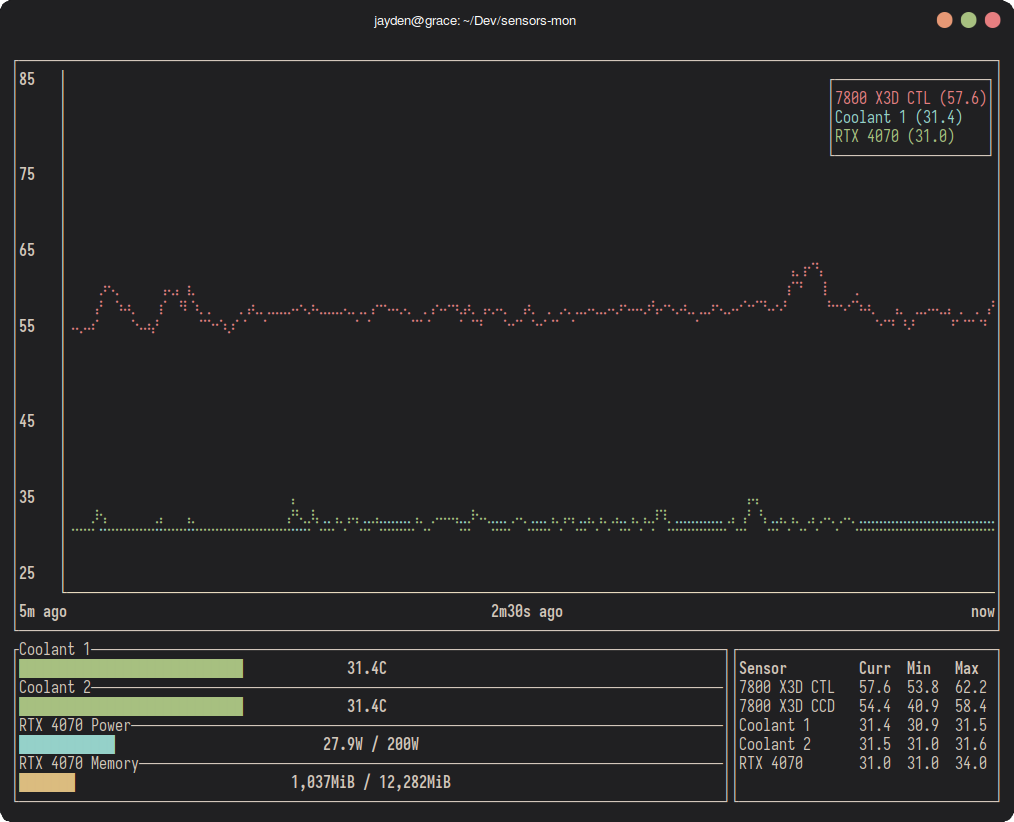 jayden@grace: ~/Dev/sensors-mon
85
7800 X3D CTL (57.6)
Coolant 1 (31.4)
RTX 4070 (31.0)
75
65
55
45
35
25
5m ago 2m30s ago now
Coolant 1
31.4C
Coolant 2
31.4C
RTX 4070 Power
27.9W / 200W
RTX 4070 Memory
1,037MiB / 12,282MiB
Sensor Curr Min Max
7800 X3D CTL 57.6 53.8 62.2
7800 X3D CCD 54.4 40.9 58.4
Coolant 1 31.4 30.9 31.5
Coolant 2 31.5 31.0 31.6
RTX 4070 31.0 31.0 34.0